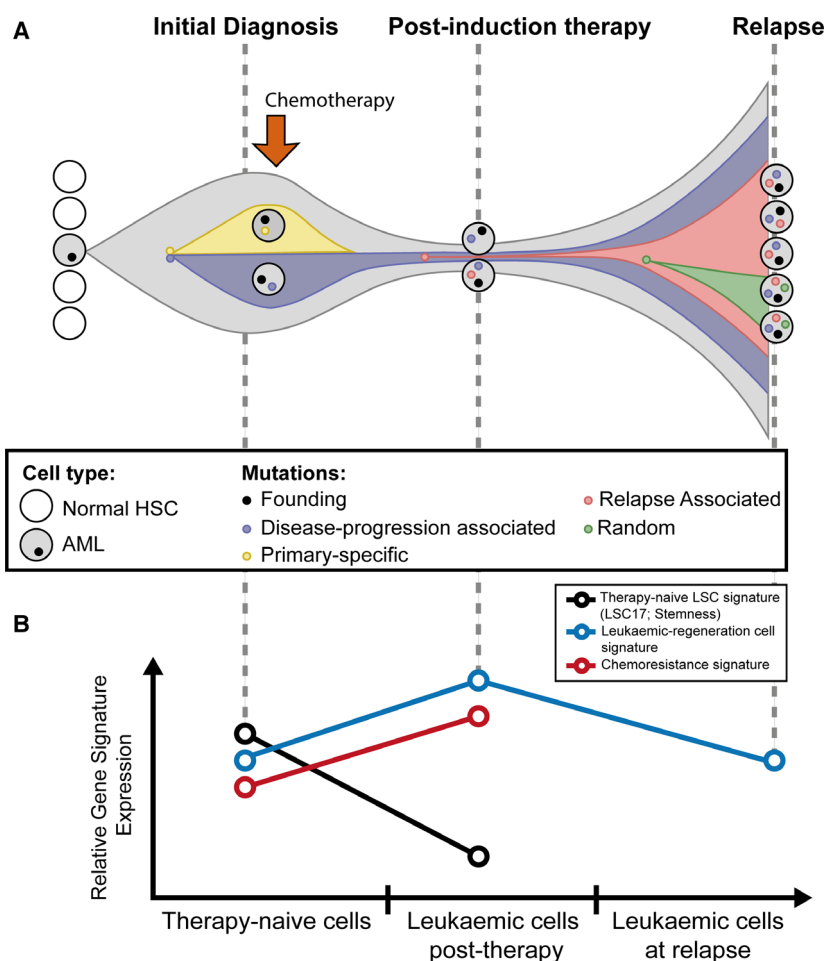 A
Initial Diagnosis
Post-induction therapy
Relapse
Chemotherapy
Cell type:
Normal HSC
AML
Mutations:
Founding
Disease-progression associated
Primary-specific
Relapse Associated
Random
B
Therapy-naive LSC signature
(LSC17; Stemness)
Leukaemic-regeneration cell
signature
Chemoresistance signature
Relative Gene Signature
Expression
Therapy-naive cells
Leukaemic cells
post-therapy
Leukaemic cells
at relapse